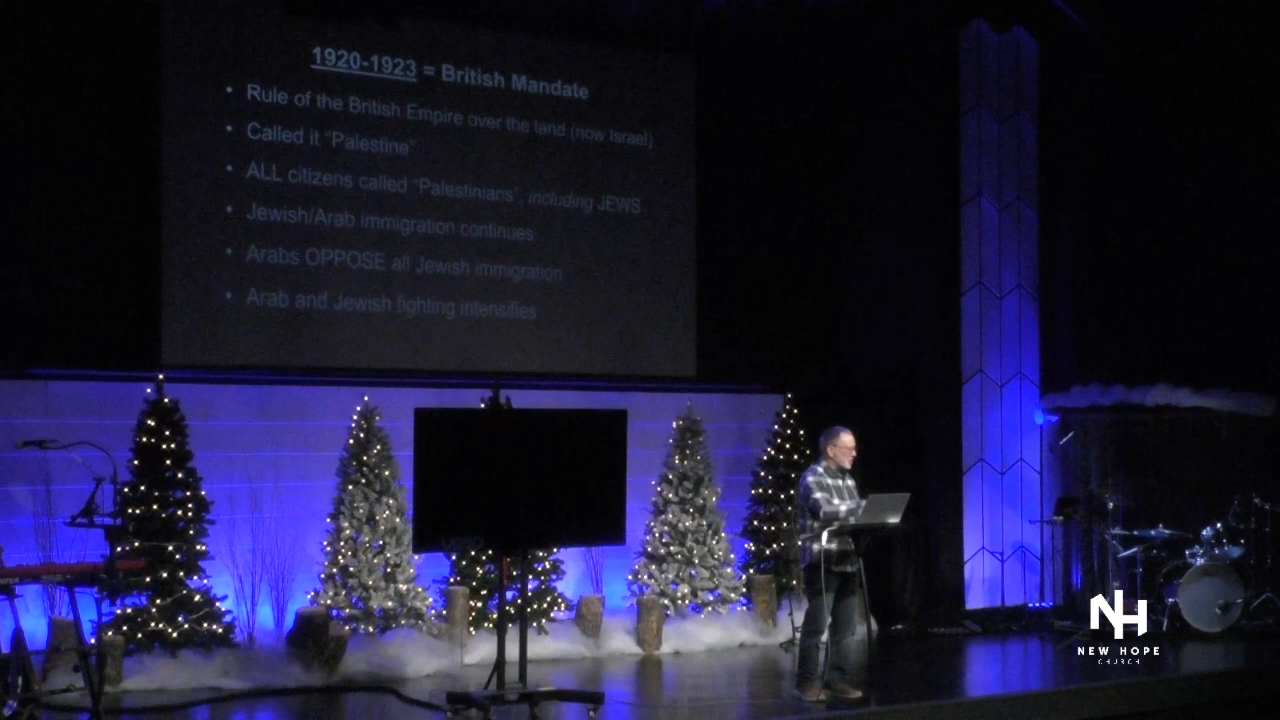 1920-1923 = British Mandate
• Rule of the British Empire over the land (now Israel)
• Called it "Palestine"
• ALL citizens called "Palestinians", including JEWS
• Jewish/Arab immigration continues
• Arabs OPPOSE all Jewish immigration
• Arab and Jewish fighting intensifies
NH
NEW HOPE
CHURCH